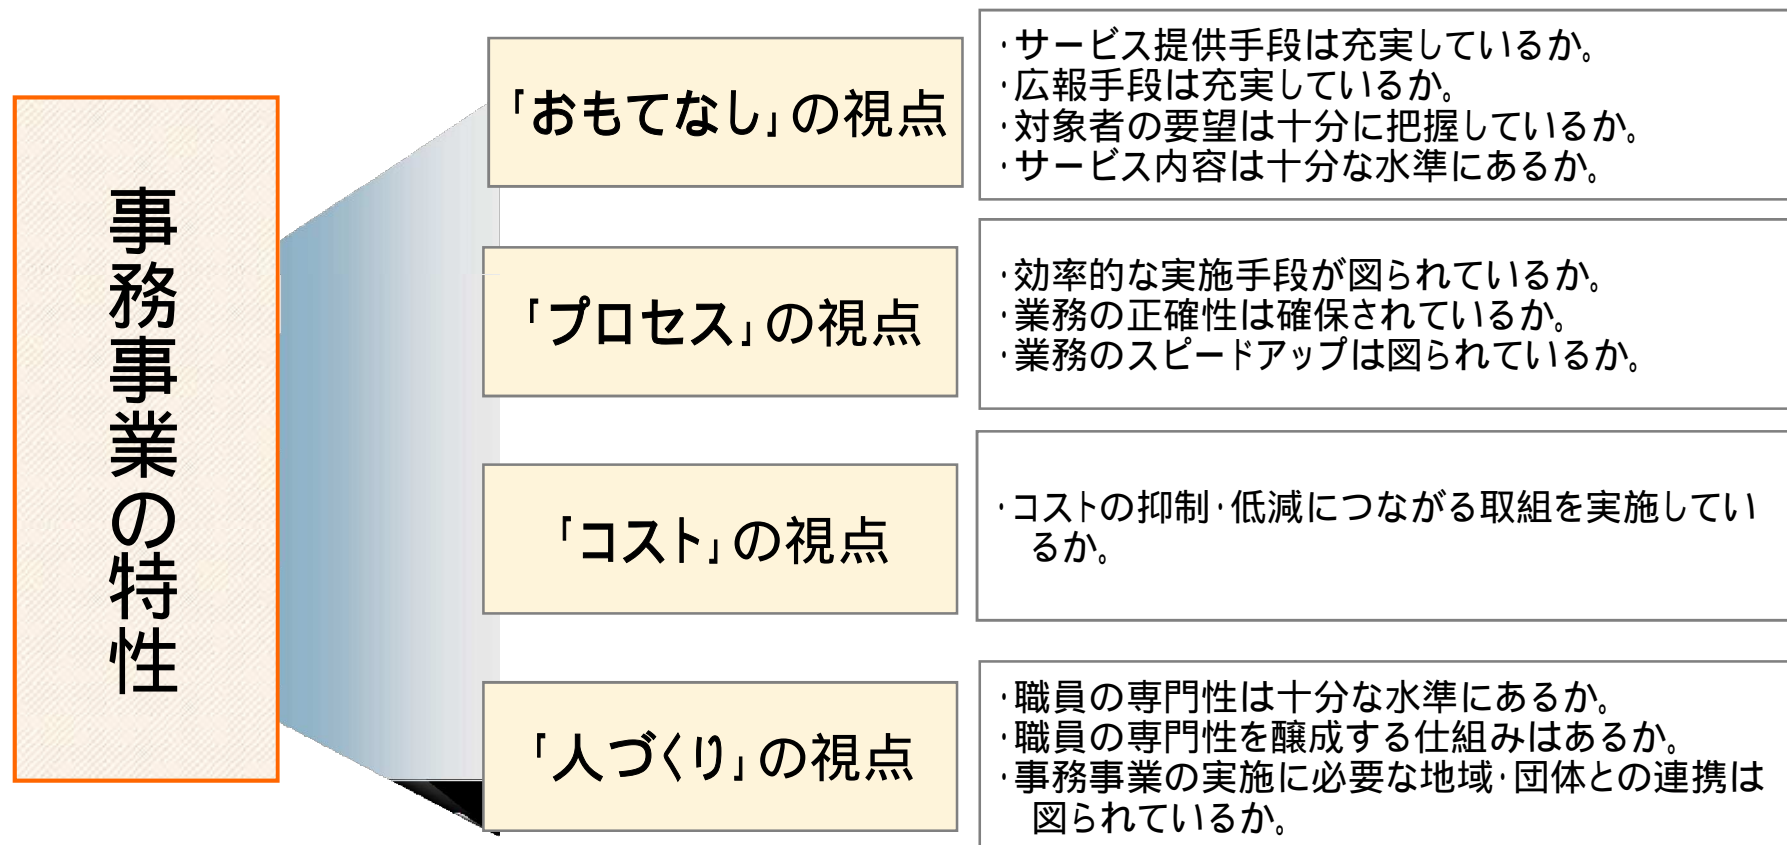 事務事業の特性
「おもてなし」の視点
・サービス提供手段は充実しているか。
・広報手段は充実しているか。
・対象者の要望は十分に把握しているか。
・サービス内容は十分な水準にあるか。
「プロセス」の視点
・効率的な実施手段が図られているか。
・業務の正確性は確保されているか。
・業務のスピードアップは図られているか。
「コスト」の視点
・コストの抑制・低減につながる取組を実施してい
るか。
「人づくり」の視点
・職員の専門性は十分な水準にあるか。
・職員の専門性を醸成する仕組みはあるか。
・事務事業の実施に必要な地域・団体との連携は
図られているか。